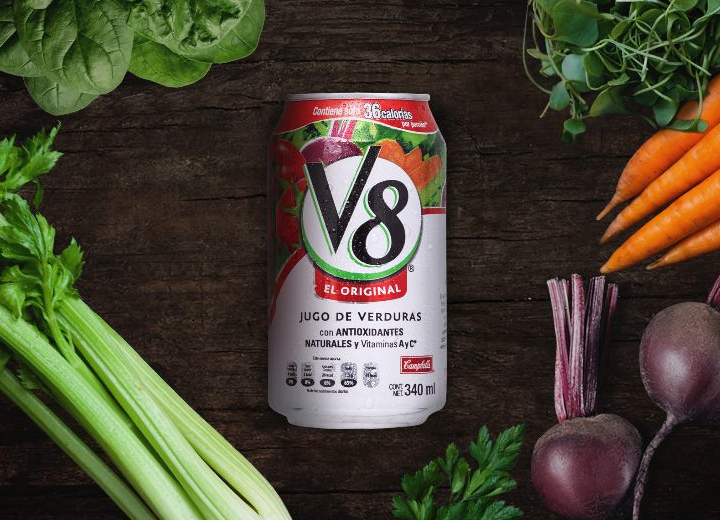 Contiene solo 36 calorías
por porción*
V8
®
EL ORIGINAL
JUGO DE VERDURAS
con ANTIOXIDANTES
NATURALES y Vitaminas A y C*
Campbell's
CONT. NET. 340 ml